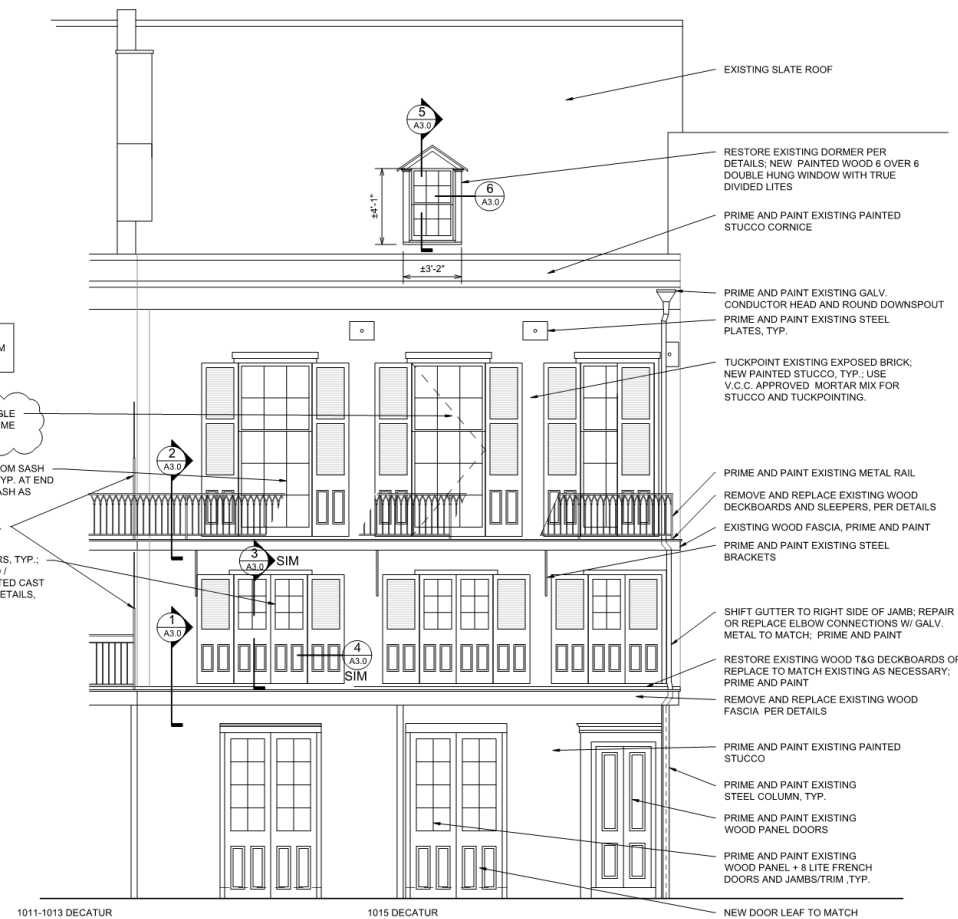 EXISTING SLATE ROOF
5
A3.0
RESTORE EXISTING DORMER PER
DETAILS; NEW PAINTED WOOD 6 OVER 6
DOUBLE HUNG WINDOW WITH TRUE
DIVIDED LITES
6
A3.0
±4'-1"
PRIME AND PAINT EXISTING PAINTED
STUCCO CORNICE
±3'-2"
PRIME AND PAINT EXISTING GALV.
CONDUCTOR HEAD AND ROUND DOWNSPOUT
PRIME AND PAINT EXISTING STEEL
PLATES, TYP.
M
TUCKPOINT EXISTING EXPOSED BRICK;
NEW PAINTED STUCCO, TYP.; USE
V.C.C. APPROVED MORTAR MIX FOR
STUCCO AND TUCKPOINTING.
GLE
ME
2
A3.0
OM SASH
YP. AT END
ASH AS
PRIME AND PAINT EXISTING METAL RAIL
REMOVE AND REPLACE EXISTING WOOD
DECKBOARDS AND SLEEPERS, PER DETAILS
EXISTING WOOD FASCIA, PRIME AND PAINT
PRIME AND PAINT EXISTING STEEL
BRACKETS
3
A3.0
SIM
RS, TYP.;
/
TED CAST
ETAILS,
1
A3.0
4
A3.0
SIM
SHIFT GUTTER TO RIGHT SIDE OF JAMB; REPAIR
OR REPLACE ELBOW CONNECTIONS W/ GALV.
METAL TO MATCH; PRIME AND PAINT
RESTORE EXISTING WOOD T&G DECKBOARDS OR
REPLACE TO MATCH EXISTING AS NECESSARY;
PRIME AND PAINT
REMOVE AND REPLACE EXISTING WOOD
FASCIA PER DETAILS
PRIME AND PAINT EXISTING PAINTED
STUCCO
PRIME AND PAINT EXISTING
STEEL COLUMN, TYP.
PRIME AND PAINT EXISTING
WOOD PANEL DOORS
PRIME AND PAINT EXISTING
WOOD PANEL + 8 LITE FRENCH
DOORS AND JAMBS/TRIM ,TYP.
NEW DOOR LEAF TO MATCH
1011-1013 DECATUR
1015 DECATUR